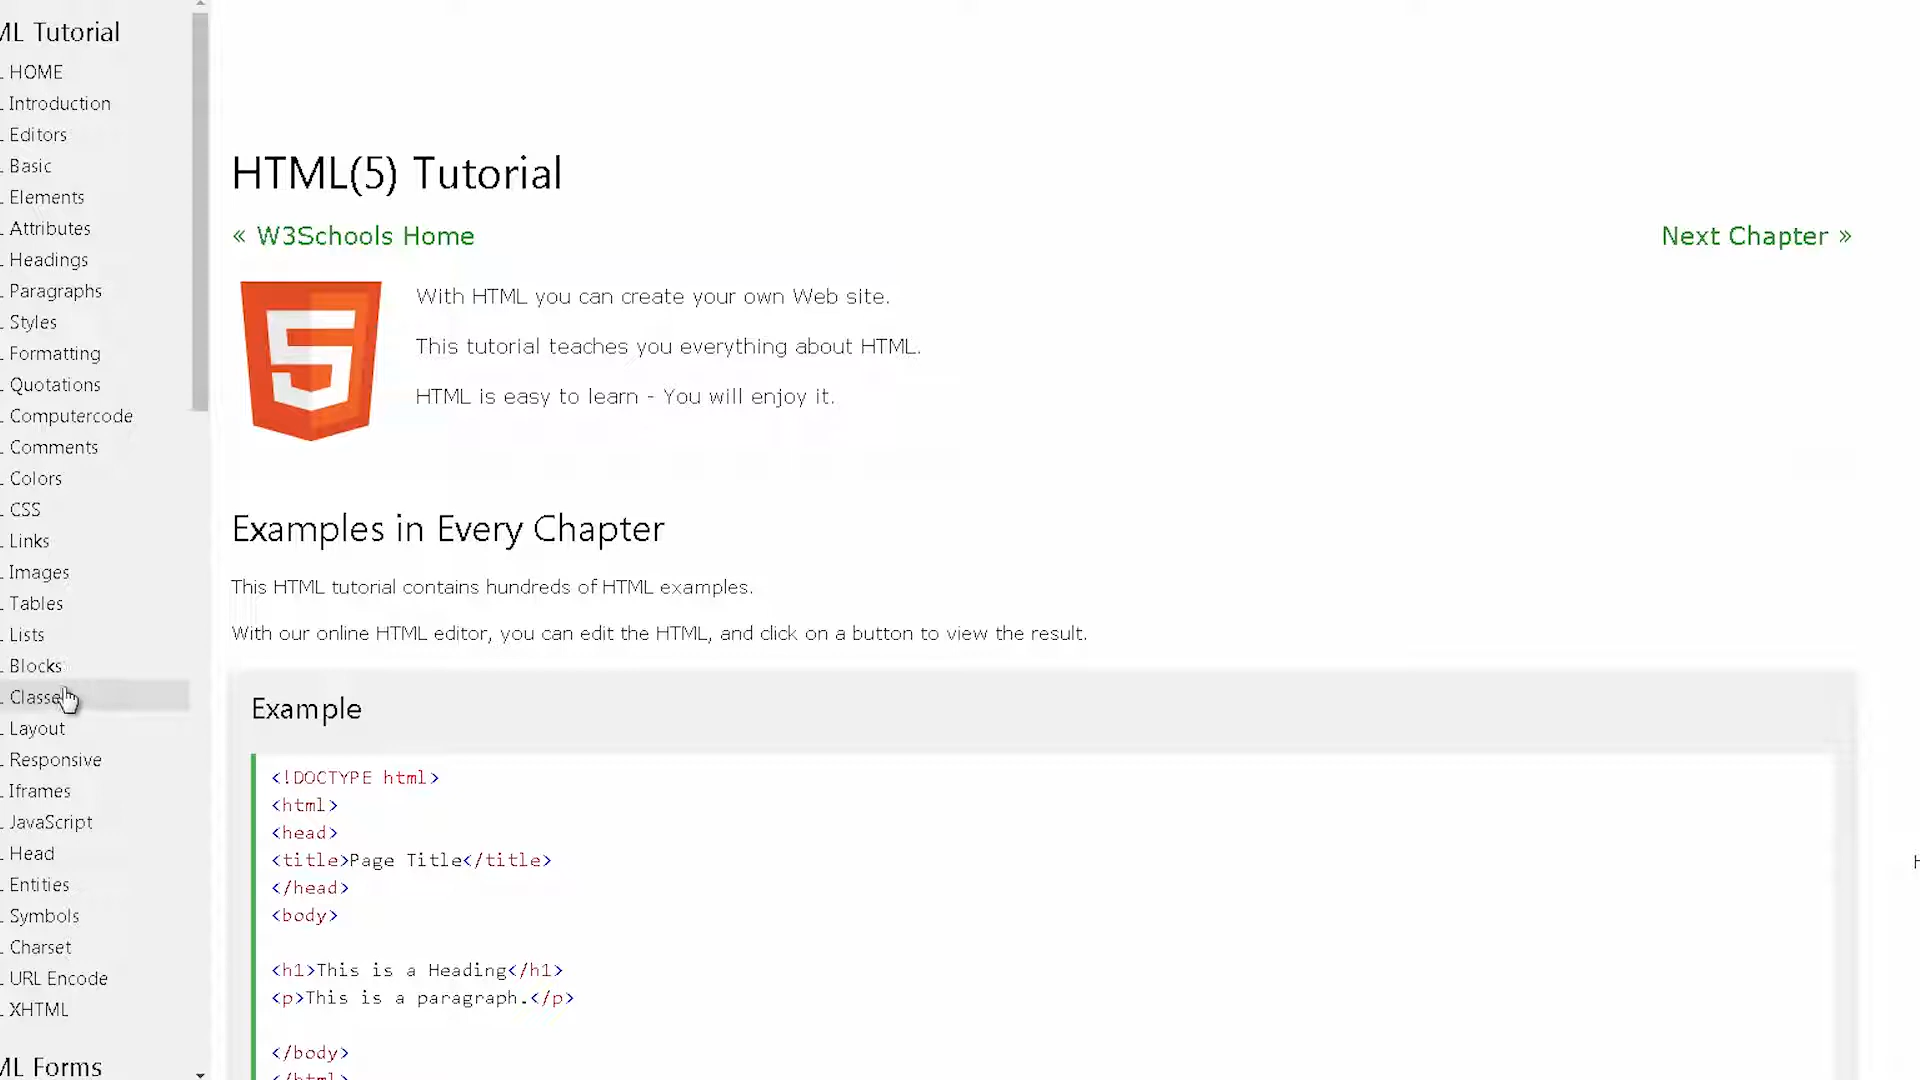 ML Tutorial
L HOME
L Introduction
L Editors
L Basic
L Elements
L Attributes
L Headings
L Paragraphs
L Styles
L Formatting
L Quotations
L Computercode
L Comments
L Colors
L CSS
L Links
L Images
L Tables
L Lists
L Blocks
L Classe
L Layout
L Responsive
L Iframes
L JavaScript
L Head
L Entities
L Symbols
L Charset
L URL Encode
L XHTML
ML Forms
HTML(5) Tutorial
« W3Schools Home
Next Chapter »
5
With HTML you can create your own Web site.
This tutorial teaches you everything about HTML.
HTML is easy to learn - You will enjoy it.
Examples in Every Chapter
This HTML tutorial contains hundreds of HTML examples.
With our online HTML editor, you can edit the HTML, and click on a button to view the result.
Example
<!DOCTYPE html>
<html>
<head>
<title>Page Title</title>
</head>
<body>
<h1>This is a Heading</h1>
<p>This is a paragraph.</p>
</body>
</html>